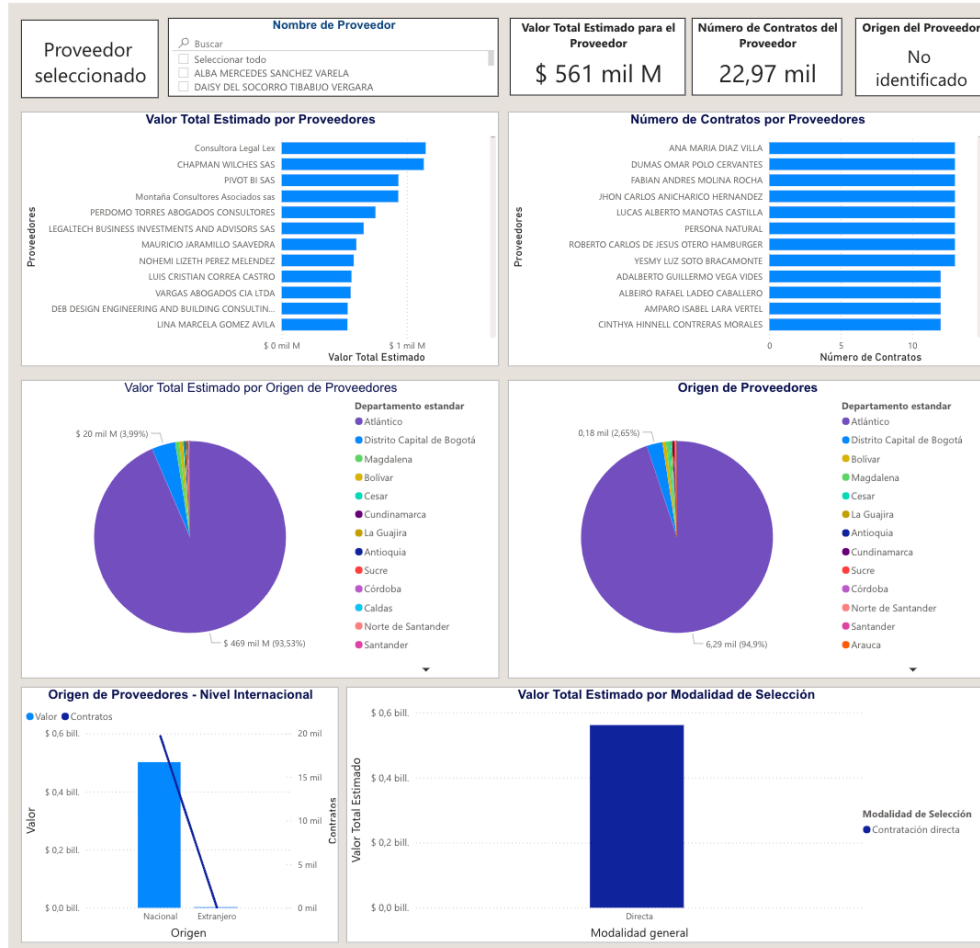 Proveedor
seleccionado
Nombre de Proveedor
Buscar
Seleccionar todo
ALBA MERCEDES SANCHEZ VARELA
DAISY DEL SOCORRO TIBABIJO VERGARA
Valor Total Estimado para el
Proveedor
$ 561 mil M
Número de Contratos del
Proveedor
22,97 mil
Origen del Proveedor
No
identificado
Valor Total Estimado por Proveedores
Proveedores
Consultora Legal Lex
CHAPMAN WILCHES SAS
PIVOT BI SAS
Montaña Consultores Asociados sas
PERDOMO TORRES ABOGADOS CONSULTORES
LEGALTECH BUSINESS INVESTMENTS AND ADVISORS SAS
MAURICIO JARAMILLO SAAVEDRA
NOHEMI LIZETH PEREZ MELENDEZ
LUIS CRISTIAN CORREA CASTRO
VARGAS ABOGADOS CIA LTDA
DEB DESIGN ENGINEERING AND BUILDING CONSULTIN...
LINA MARCELA GOMEZ AVILA
$ 0 mil M $ 1 mil M
Valor Total Estimado
Número de Contratos por Proveedores
Proveedores
ANA MARIA DIAZ VILLA
DUMAS OMAR POLO CERVANTES
FABIAN ANDRES MOLINA ROCHA
JHON CARLOS ANICHARICO HERNANDEZ
LUCAS ALBERTO MANOTAS CASTILLA
PERSONA NATURAL
ROBERTO CARLOS DE JESUS OTERO HAMBURGER
YESMY LUZ SOTO BRACAMONTE
ADALBERTO GUILLERMO VEGA VIDES
ALBEIRO RAFAEL LADEO CABALLERO
AMPARO ISABEL LARA VERTEL
CINTHYA HINNELL CONTRERAS MORALES
0 5 10
Número de Contratos
Valor Total Estimado por Origen de Proveedores
$ 20 mil M (3,99%)
$ 469 mil M (93,53%)
Departamento estandar
Atlántico
Distrito Capital de Bogotá
Magdalena
Bolívar
Cesar
Cundinamarca
La Guajira
Antioquia
Sucre
Córdoba
Caldas
Norte de Santander
Santander
Origen de Proveedores
0,18 mil (2,65%)
6,29 mil (94,9%)
Departamento estandar
Atlántico
Distrito Capital de Bogotá
Bolívar
Magdalena
Cesar
La Guajira
Antioquia
Cundinamarca
Sucre
Córdoba
Norte de Santander
Santander
Arauca
Origen de Proveedores - Nivel Internacional
Valor Contratos
Valor
$ 0,6 bill.
$ 0,4 bill.
$ 0,2 bill.
$ 0,0 bill.
20 mil
15 mil
10 mil
5 mil
0 mil
Contratos
Nacional Extranjero
Origen
Valor Total Estimado por Modalidad de Selección
Valor Total Estimado
$ 0,6 bill.
$ 0,4 bill.
$ 0,2 bill.
$ 0,0 bill.
Directa
Modalidad general
Modalidad de Selección
Contratación directa